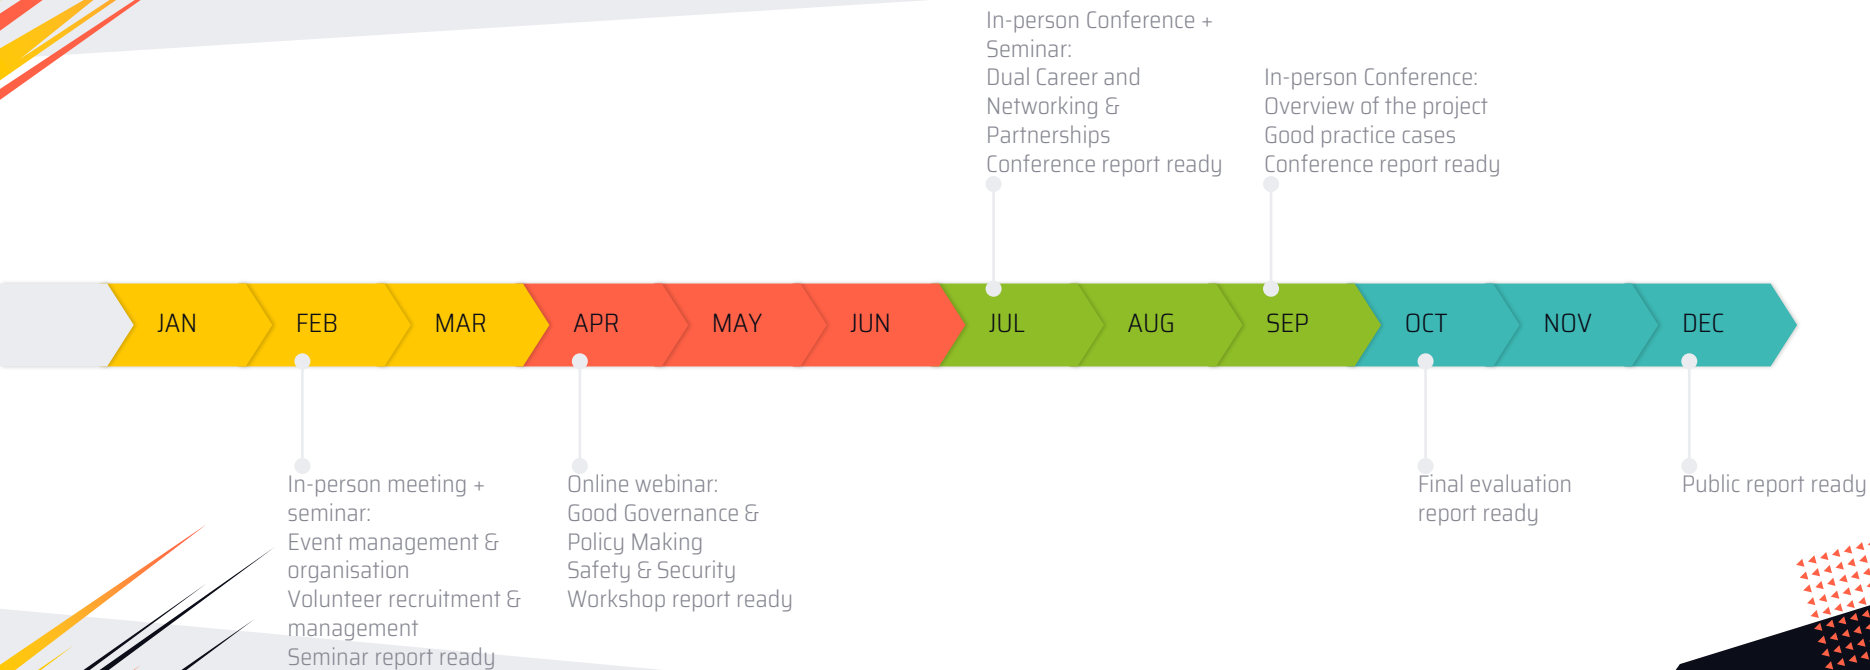 In-person Conference +
Seminar:
Dual Career and
Networking &
Partnerships
Conference report ready
In-person Conference:
Overview of the project
Good practice cases
Conference report ready
JAN
FEB
MAR
APR
MAY
JUN
JUL
AUG
SEP
OCT
NOV
DEC
In-person meeting +
seminar:
Event management &
organisation
Volunteer recruitment &
management
Seminar report ready
Online webinar:
Good Governance &
Policy Making
Safety & Security
Workshop report ready
Final evaluation
report ready
Public report ready